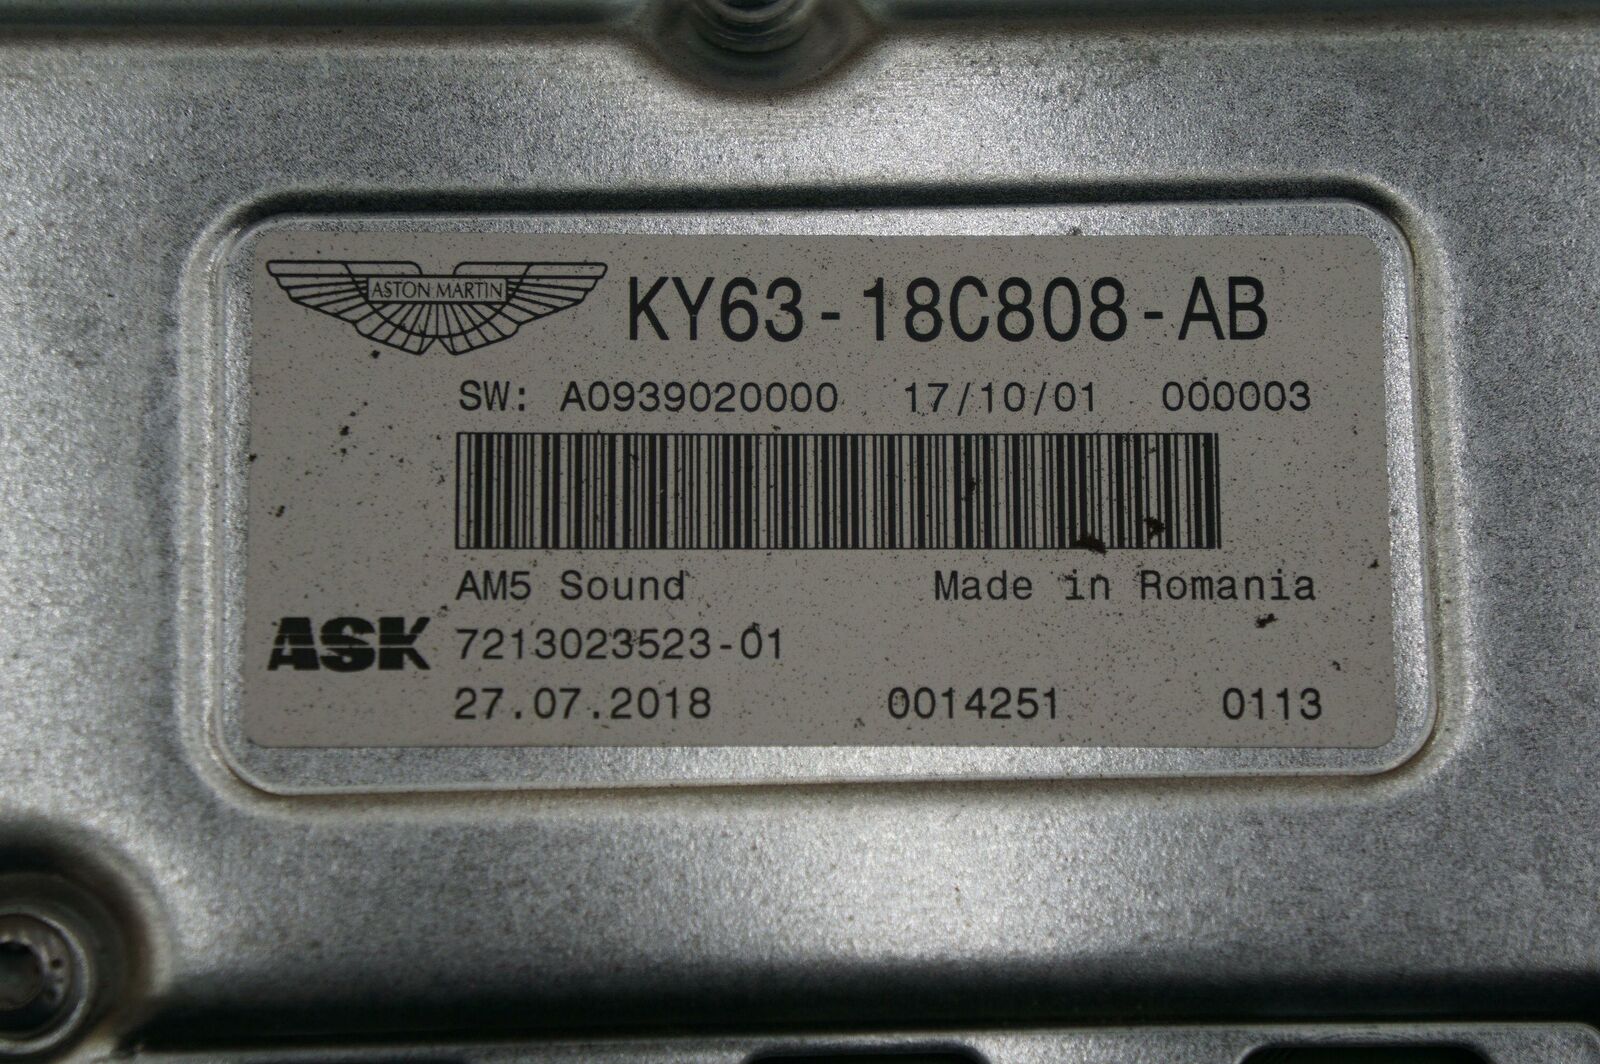 ASTON MARTIN
KY63-18C808-AB
SW: A0939020000 17/10/01 000003
AM5 Sound Made in Romania
ASK 7213023523-01
27.07.2018 0014251 0113